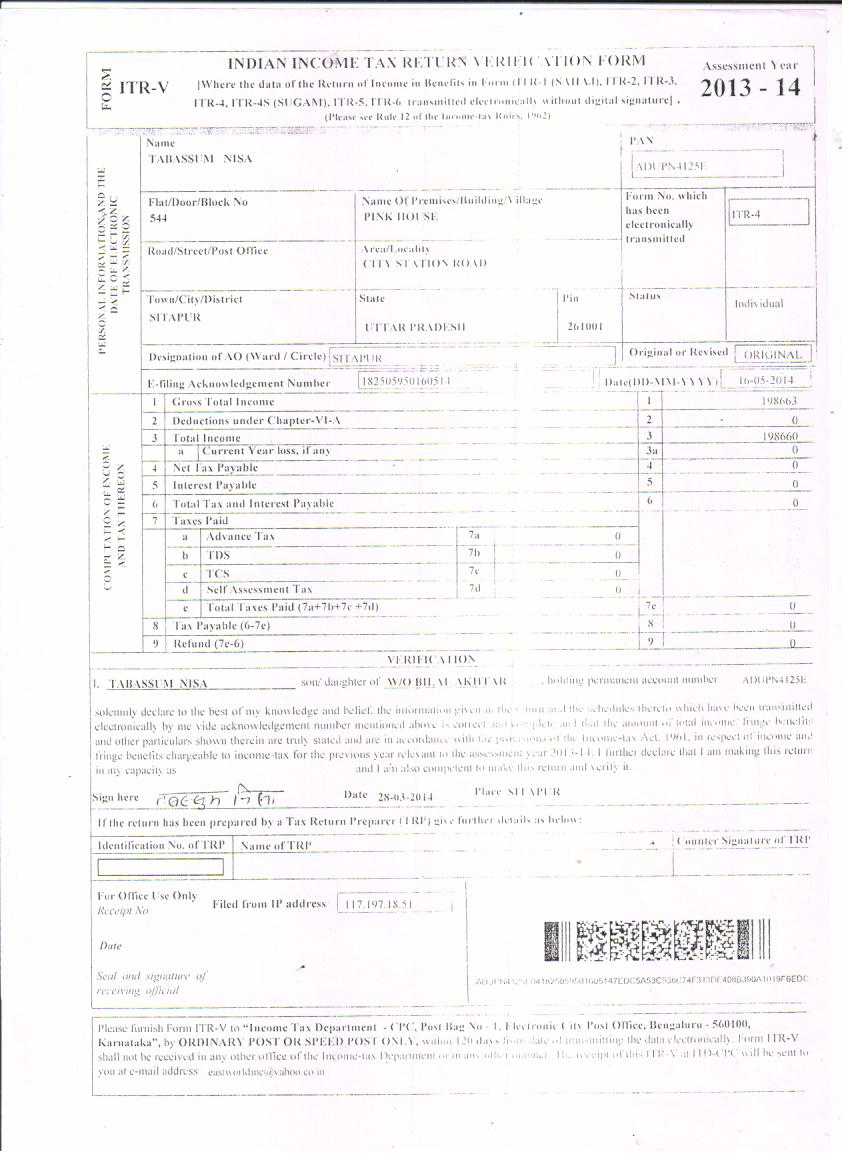 FORM
ITR-V
INDIAN INCOME TAX RETURN VERIFICATION FORM
[Where the data of the Return of Income in Benefits in Form (ITR-1 (SAHAJ), ITR-2, ITR-3,
ITR-4, ITR-4S (SUGAM), ITR-5, ITR-6 transmitted electronically without digital signature] .
(Please see Rule 12 of the Income-tax Rules, 1962)
Assessment Year
2013 - 14
PERSONAL INFORMATION AND THE
DATE OF ELECTRONIC
TRANSMISSION
Name
TABASSUM NISA
PAN
ADUPN4125E
Flat/Door/Block No
544
Name Of Premises/Building/Village
PINK HOUSE
Form No. which
has been
electronically
transmitted
ITR-4
Road/Street/Post Office
Area/Locality
CITY STATION ROAD
Town/City/District
SITAPUR
State
UTTAR PRADESH
Pin
261001
Status
Individual
Designation of AO (Ward / Circle) SITAPUR
Original or Revised ORIGINAL
E-filing Acknowledgement Number 182505950160514
Date(DD-MM-YYYY) 16-05-2014
COMPUTATION OF INCOME
AND TAX THEREON
1 Gross Total Income 1 198663
2 Deductions under Chapter-VI-A 2 0
3 Total Income 3 198660
a Current Year loss, if any 3a 0
4 Net Tax Payable 4 0
5 Interest Payable 5 0
6 Total Tax and Interest Payable 6 0
7 Taxes Paid
a Advance Tax 7a 0
b TDS 7b 0
c TCS 7c 0
d Self Assessment Tax 7d 0
e Total Taxes Paid (7a+7b+7c +7d) 7e 0
8 Tax Payable (6-7e) 8 0
9 Refund (7e-6) 9 0
VERIFICATION
I, TABASSUM NISA son/ daughter of W/O BILAL AKHTAR , holding permanent account number ADUPN4125E
solemnly declare to the best of my knowledge and belief, the information given in the return and the schedules thereto which have been transmitted
electronically by me vide acknowledgement number mentioned above is correct and complete and that the amount of total income/ fringe benefits
and other particulars shown therein are truly stated and are in accordance with the provisions of the Income-tax Act, 1961, in respect of income and
fringe benefits chargeable to income-tax for the previous year relevant to the assessment year 2013-14. I further declare that I am making this return
in my capacity as and I am also competent to make this return and verify it.
Sign here
Date 28-03-2014
Place SITAPUR
If the return has been prepared by a Tax Return Preparer (TRP) give further details as below:
Identification No. of TRP
Name of TRP
Counter Signature of TRP
For Office Use Only
Receipt No
Filed from IP address 117.197.18.51
Date
Seal and signature of
receiving official
Please furnish Form ITR-V to "Income Tax Department - CPC, Post Bag No - 1, Electronic City Post Office, Bengaluru - 560100,
Karnataka", by ORDINARY POST OR SPEED POST ONLY, within 120 days from date of transmitting the data electronically. Form ITR-V
shall not be received in any other office of the Income-tax Department or in any other manner. The receipt of this ITR-V at ITD-CPC will be sent to
you at e-mail address